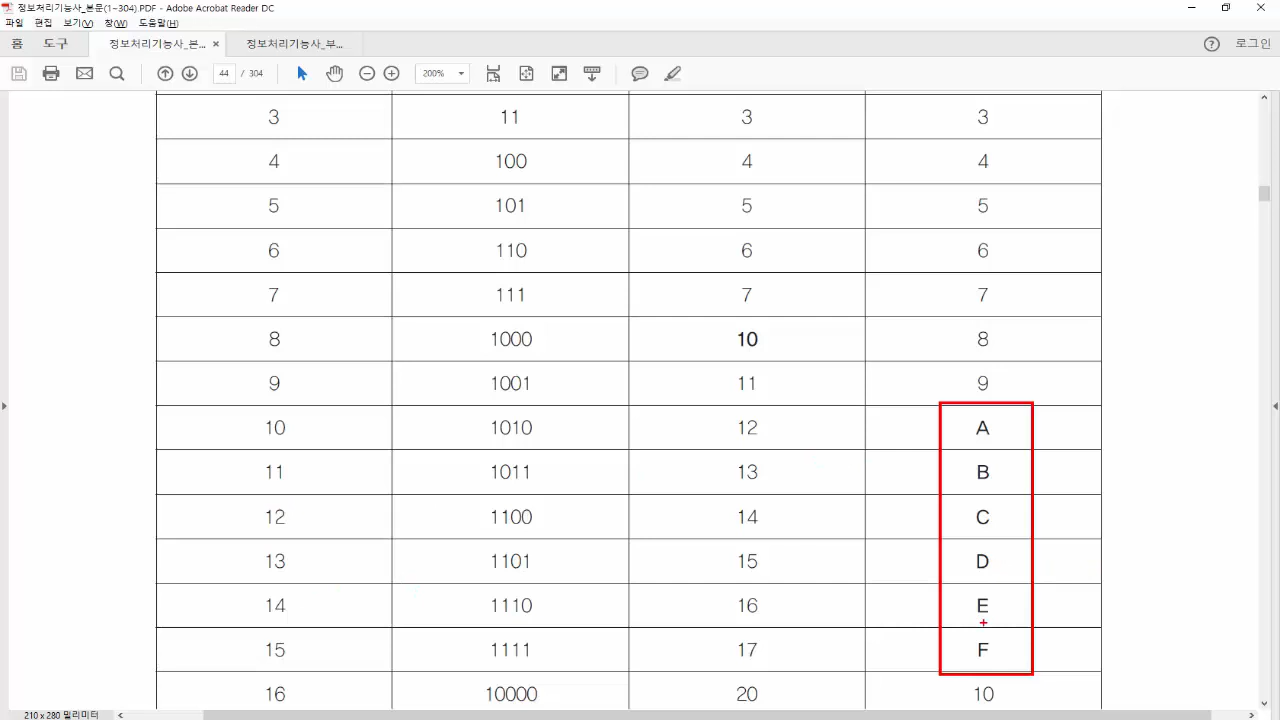 정보처리기능사_본문(1~304).PDF - Adobe Acrobat Reader DC
파일 편집 보기(V) 창(W) 도움말(H)
홈 도구 정보처리기능사_본... × 정보처리기능사_부... ? 로그인
44 / 304 200%
3 11 3 3
4 100 4 4
5 101 5 5
6 110 6 6
7 111 7 7
8 1000 10 8
9 1001 11 9
10 1010 12 A
11 1011 13 B
12 1100 14 C
13 1101 15 D
14 1110 16 E
15 1111 17 F
16 10000 20 10
210 x 280 밀리미터